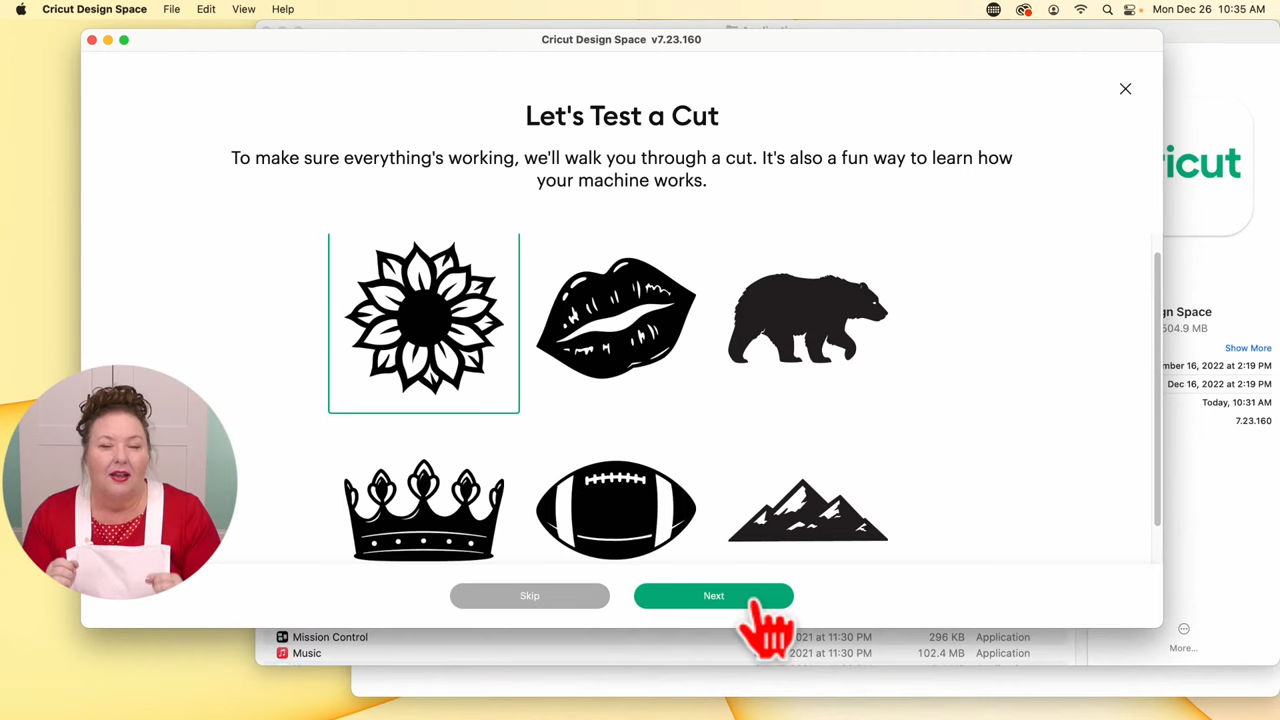 Cricut Design Space File Edit View Help Mon Dec 26 10:35 AM
Cricut Design Space v7.23.160
Let's Test a Cut
To make sure everything's working, we'll walk you through a cut. It's also a fun way to learn how
your machine works.
icut
gn Space
504.9 MB
Show More
mber 16, 2022 at 2:19 PM
Dec 16, 2022 at 2:19 PM
Today, 10:31 AM
7.23.160
Skip Next
Mission Control 2021 at 11:30 PM 296 KB Application
Music 2021 at 11:30 PM 102.4 MB Application
More...